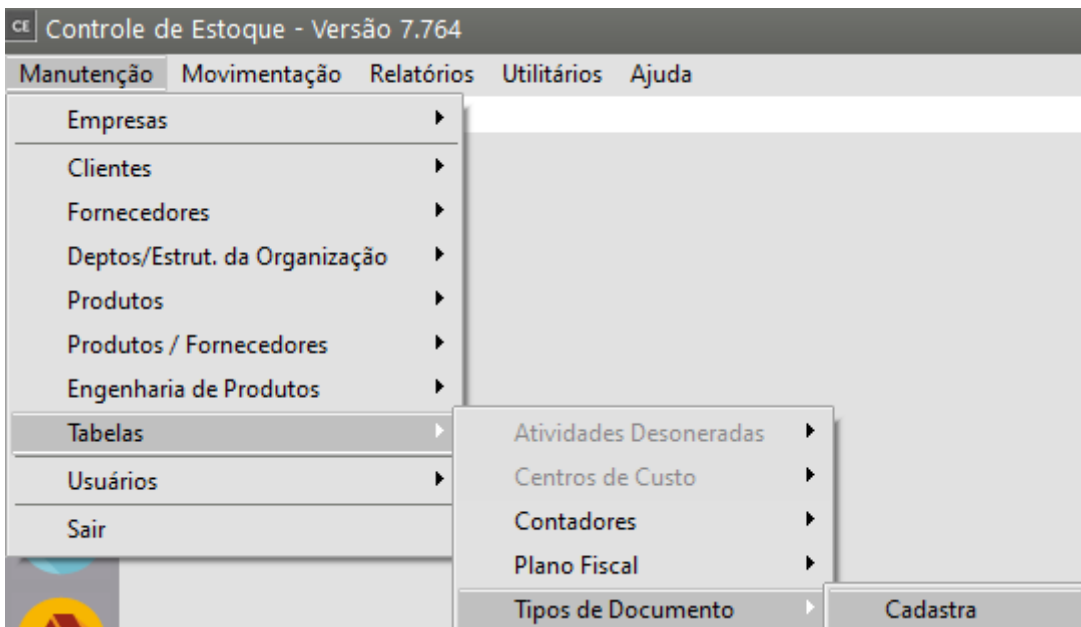 CE Controle de Estoque - Versão 7.764
Manutenção Movimentação Relatórios Utilitários Ajuda
Empresas
Clientes
Fornecedores
Deptos/Estrut. da Organização
Produtos
Produtos / Fornecedores
Engenharia de Produtos
Tabelas
Atividades Desoneradas
Usuários
Centros de Custo
Sair
Contadores
Plano Fiscal
Tipos de Documento
Cadastra